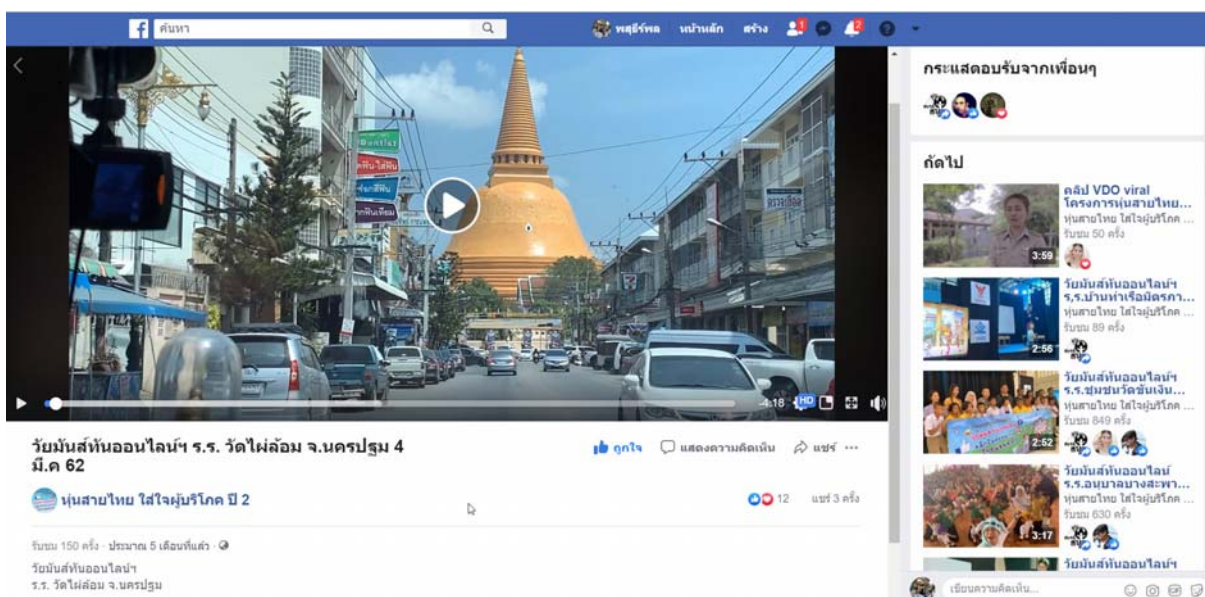 ค้นหา
พสุธีร์พล หน้าหลัก สร้าง 1 2
ตรวจเลือด
-4:18 HD
วัยมันส์ทันออนไลน์ฯ ร.ร. วัดไผ่ล้อม จ.นครปฐม 4
มี.ค 62
ถูกใจ แสดงความคิดเห็น แชร์
หุ่นสายไทย ใส่ใจผู้บริโภค ปี 2
12 แชร์ 3 ครั้ง
รับชม 150 ครั้ง · ประมาณ 5 เดือนที่แล้ว ·
วัยมันส์ทันออนไลน์ฯ
ร.ร. วัดไผ่ล้อม จ.นครปฐม
กระแสตอบรับจากเพื่อนๆ
ถัดไป
คลิป VDO viral
โครงการหุ่นสายไทย...
หุ่นสายไทย ใส่ใจผู้บริโภค ...
รับชม 50 ครั้ง
3:59
วัยมันส์ทันออนไลน์ฯ
ร.ร.บ้านท่าเรือมิตรภา...
หุ่นสายไทย ใส่ใจผู้บริโภค ...
รับชม 89 ครั้ง
2:56
วัยมันส์ทันออนไลน์ฯ
ร.ร.ชุมชนวัดขันเงิน...
หุ่นสายไทย ใส่ใจผู้บริโภค ...
รับชม 849 ครั้ง
2:52
วัยมันส์ทันออนไลน์
ร.ร.อนุบาลบางสะพา...
หุ่นสายไทย ใส่ใจผู้บริโภค ...
รับชม 630 ครั้ง
3:17
วัยมันส์ทันออนไลน์ฯ
เขียนความคิดเห็น...